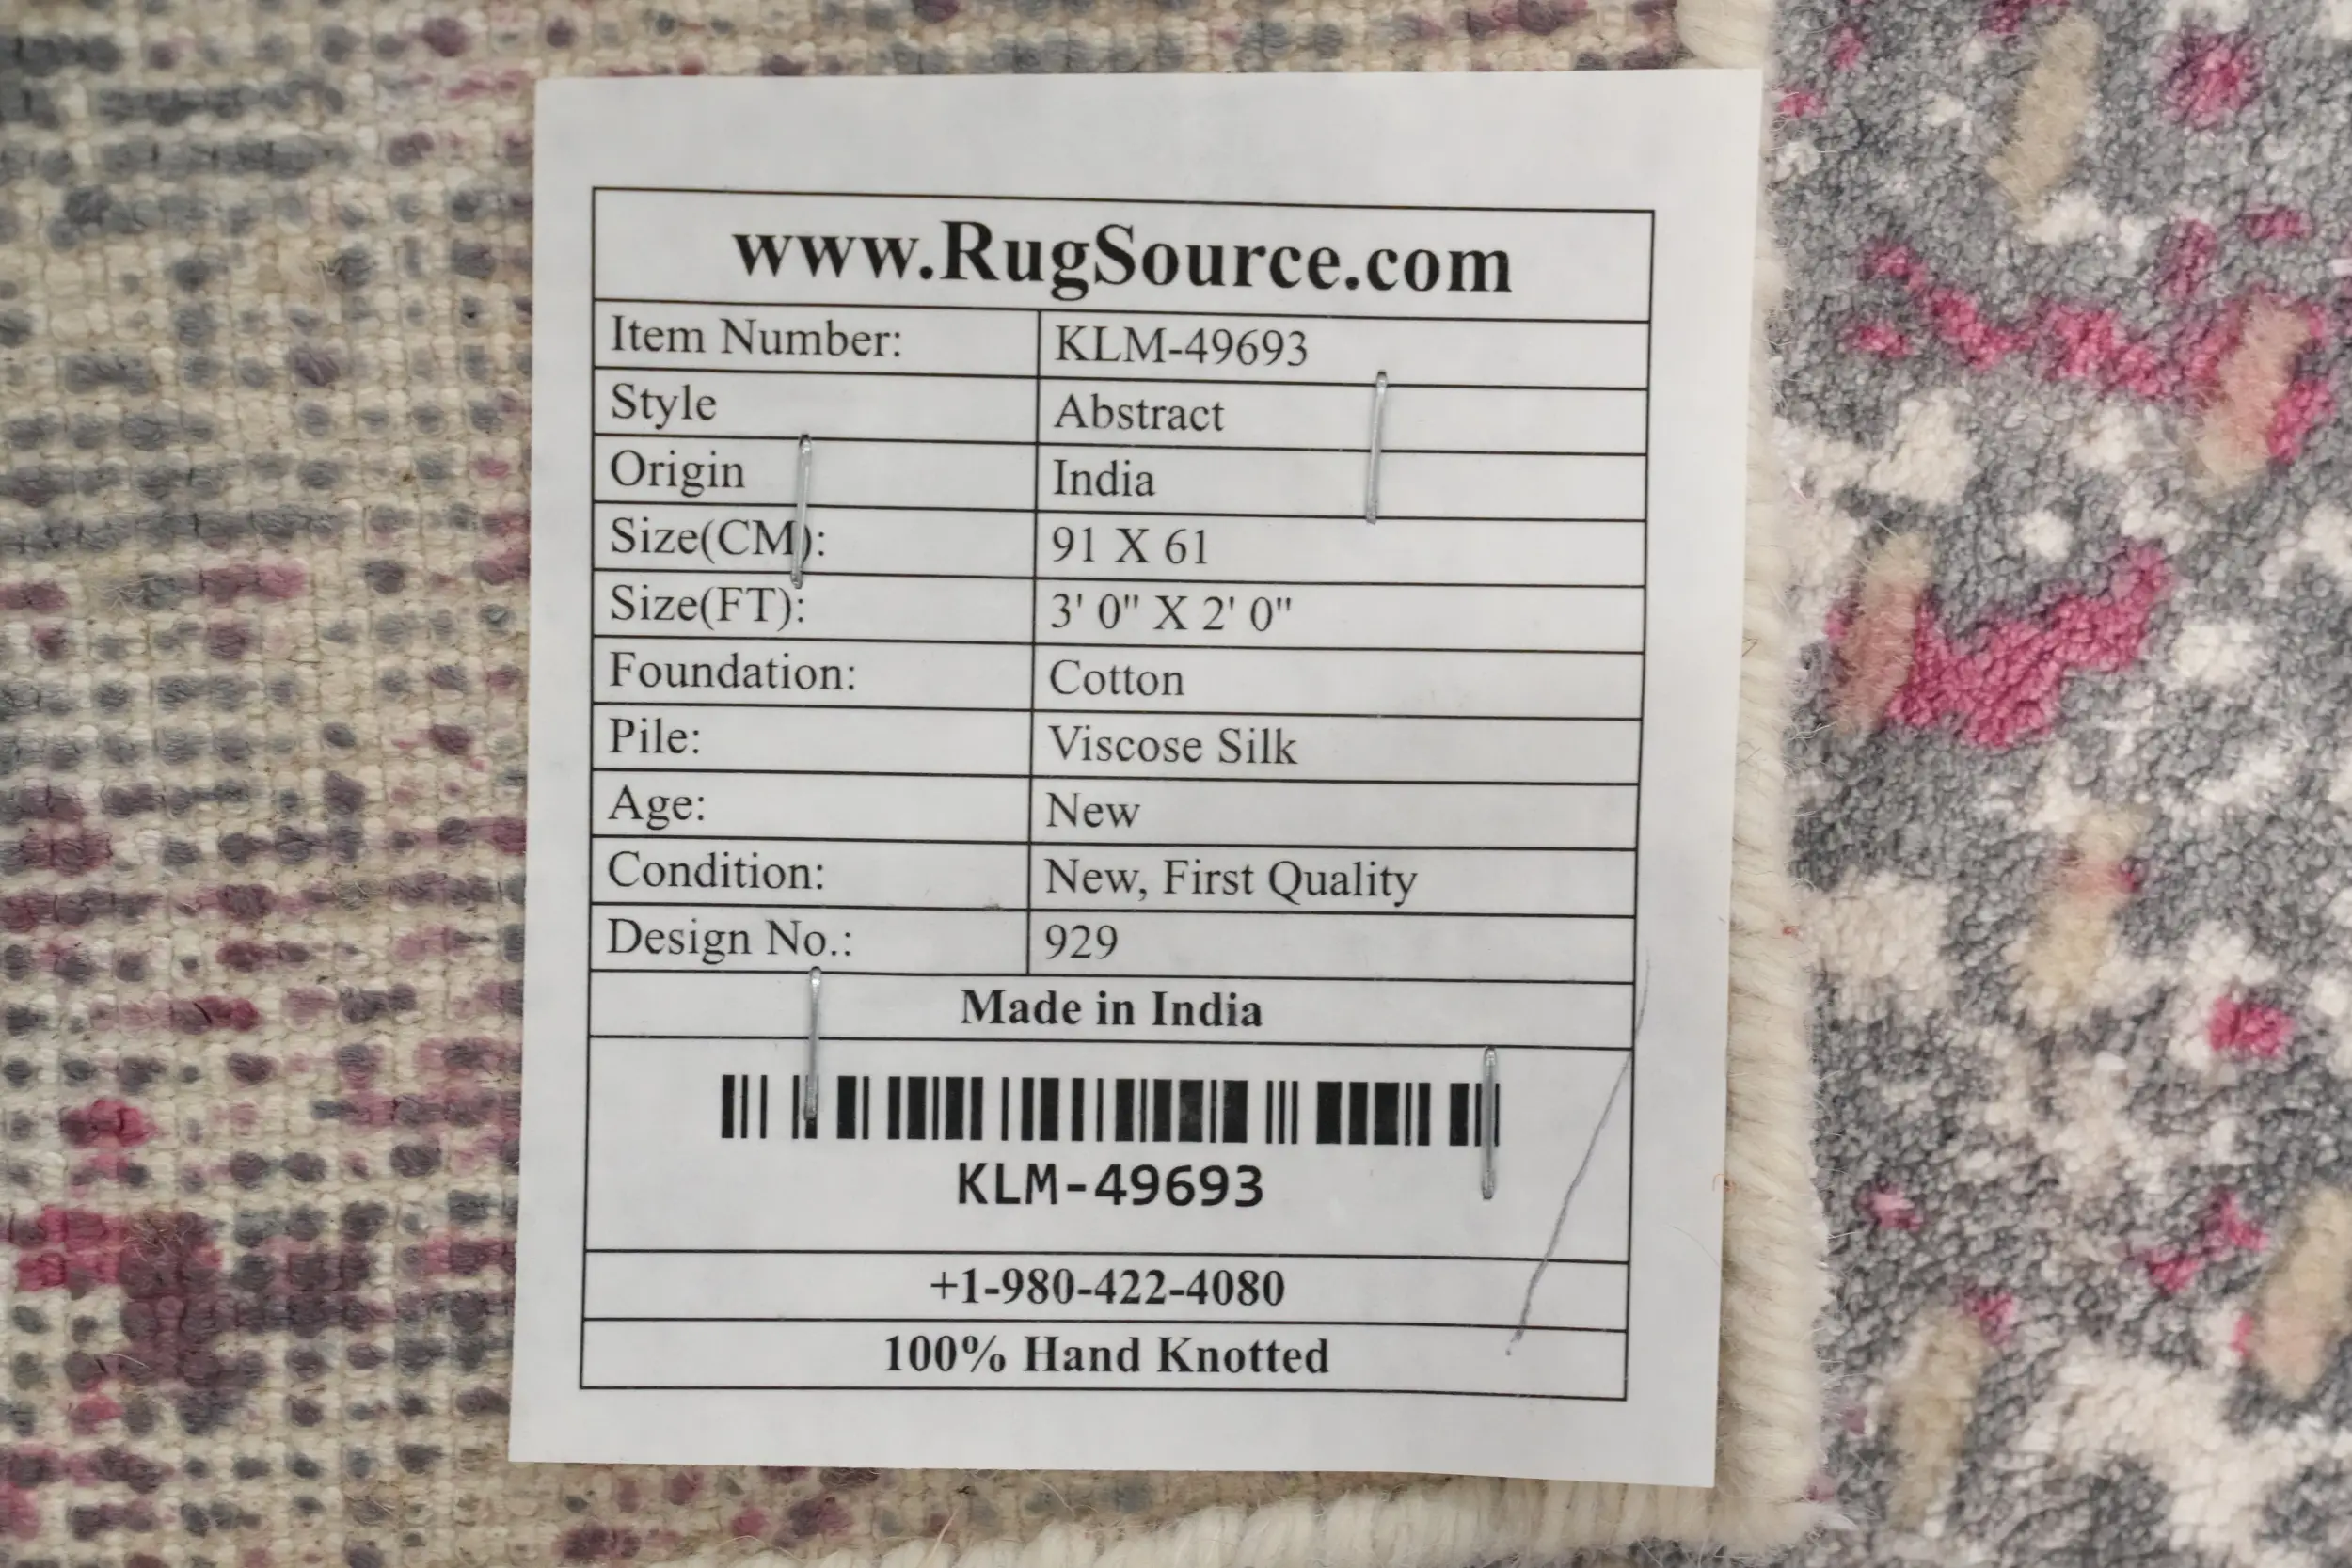 www.RugSource.com
Item Number: KLM-49693
Style Abstract
Origin India
Size(CM): 91 X 61
Size(FT): 3' 0" X 2' 0"
Foundation: Cotton
Pile: Viscose Silk
Age: New
Condition: New, First Quality
Design No.: 929
Made in India
KLM-49693
+1-980-422-4080
100% Hand Knotted